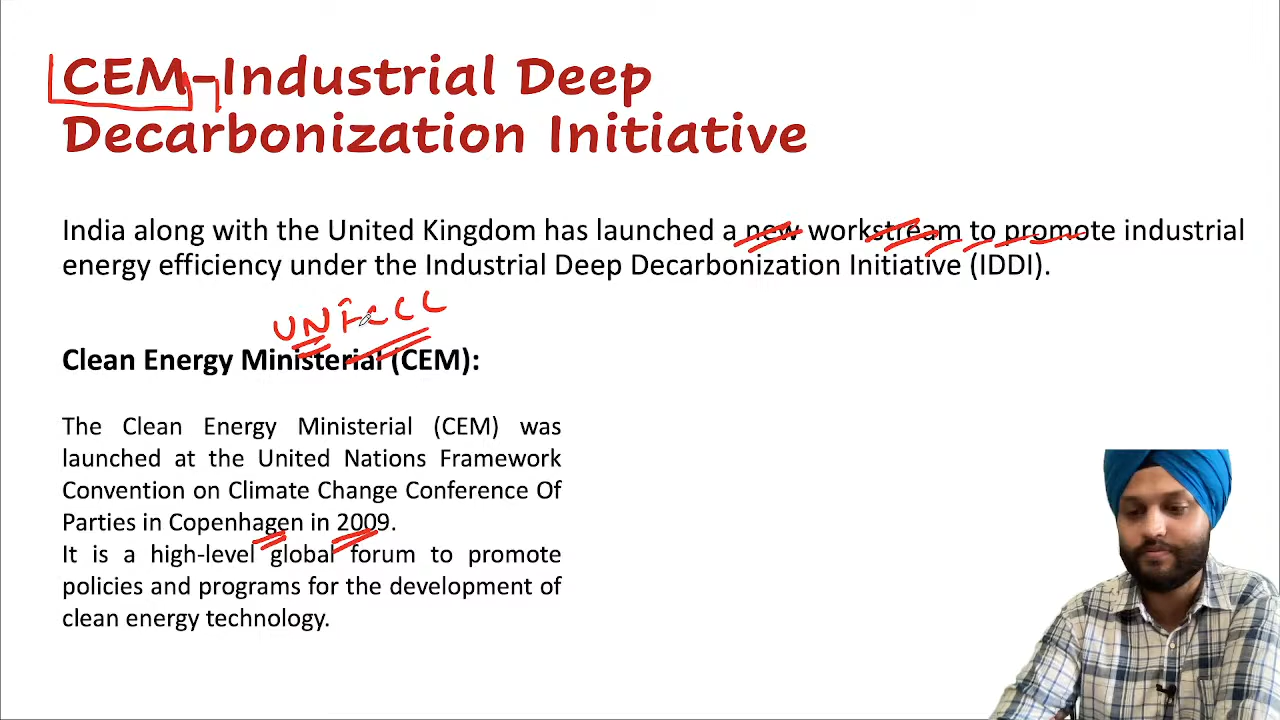 CEM-Industrial Deep
Decarbonization Initiative
India along with the United Kingdom has launched a new workstream to promote industrial
energy efficiency under the Industrial Deep Decarbonization Initiative (IDDI).
UNFCCC
Clean Energy Ministerial (CEM):
The Clean Energy Ministerial (CEM) was
launched at the United Nations Framework
Convention on Climate Change Conference Of
Parties in Copenhagen in 2009.
It is a high-level global forum to promote
policies and programs for the development of
clean energy technology.